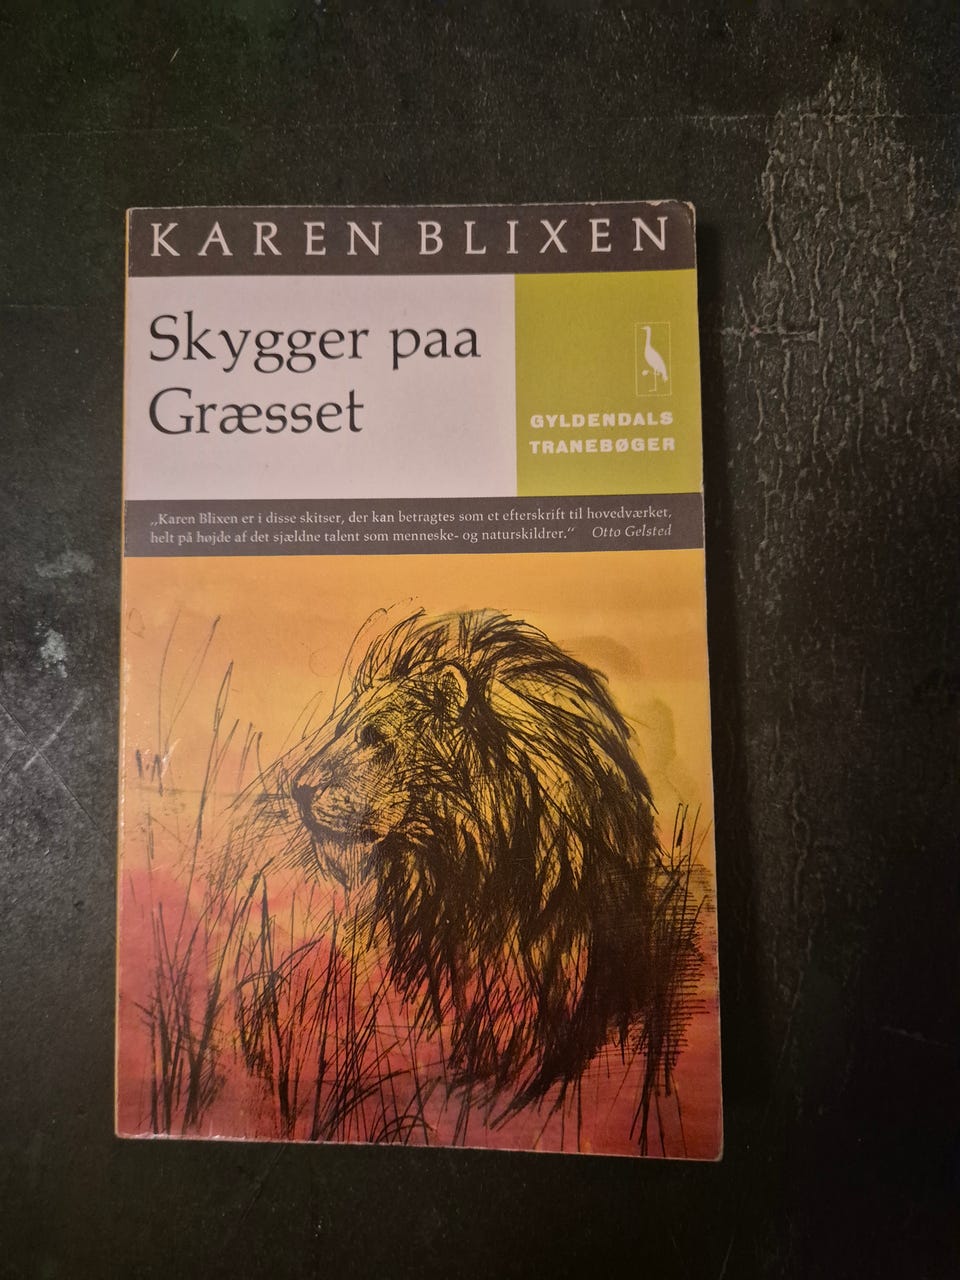 KAREN BLIXEN
Skygger paa
Græsset
GYLDENDALS
TRANEBØGER
„Karen Blixen er i disse skitser, der kan betragtes som et efterskrift til hovedværket,
helt på højde af det sjældne talent som menneske- og naturskildrer.“ Otto Gelsted